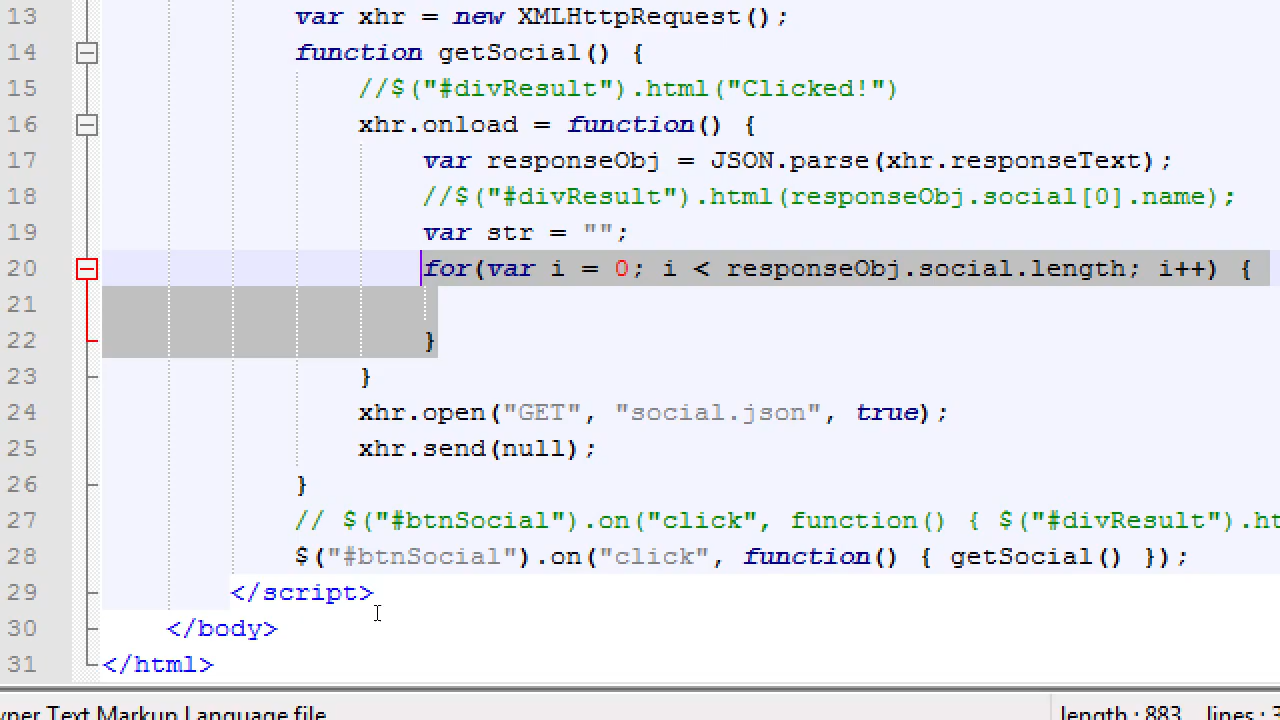 13 var xhr = new XMLHttpRequest();
14 function getSocial() {
15 //$("#divResult").html("Clicked!")
16 xhr.onload = function() {
17 var responseObj = JSON.parse(xhr.responseText);
18 //$("#divResult").html(responseObj.social[0].name);
19 var str = "";
20 for(var i = 0; i < responseObj.social.length; i++) {
21
22 }
23 }
24 xhr.open("GET", "social.json", true);
25 xhr.send(null);
26 }
27 // $("#btnSocial").on("click", function() { $("#divResult").ht
28 $("#btnSocial").on("click", function() { getSocial() });
29 </script>
30 </body>
31 </html>
yper Text Markup Language file length : 883 lines : 3